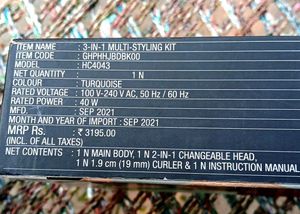 ITEM NAME : 3-IN-1 MULTI-STYLING KIT
ITEM CODE : GHPHHJBDBK00
MODEL : HC4043
NET QUANTITY : 1 N
COLOUR : TURQUOISE
RATED VOLTAGE : 100 V-240 V AC, 50 Hz / 60 Hz
RATED POWER : 40 W
MFD : SEP 2021
MONTH AND YEAR OF IMPORT : SEP 2021
MRP Rs. : ₹ 3195.00
(INCL. OF ALL TAXES)
NET CONTENTS : 1 N MAIN BODY, 1 N 2-IN-1 CHANGEABLE HEAD,
1 N 1.9 cm (19 mm) CURLER & 1 N INSTRUCTION MANUAL